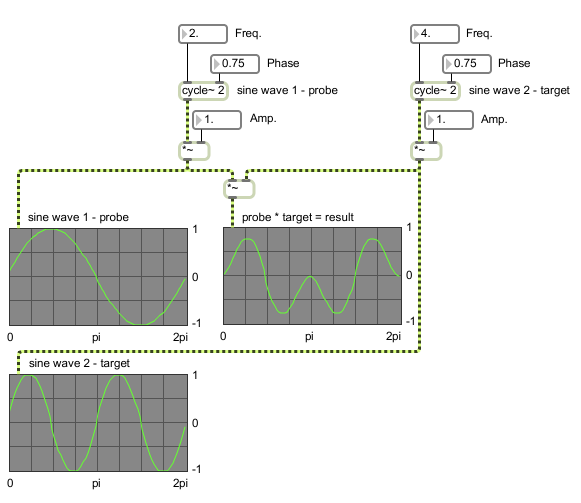 2. Freq. 4. Freq.
0.75 Phase 0.75 Phase
cycle~ 2 sine wave 1 - probe cycle~ 2 sine wave 2 - target
1. Amp. 1. Amp.
*~ *~
*~
sine wave 1 - probe probe * target = result
1 1
0 0
-1 -1
0 pi 2pi 0 pi 2pi
sine wave 2 - target
1
0
-1
0 pi 2pi